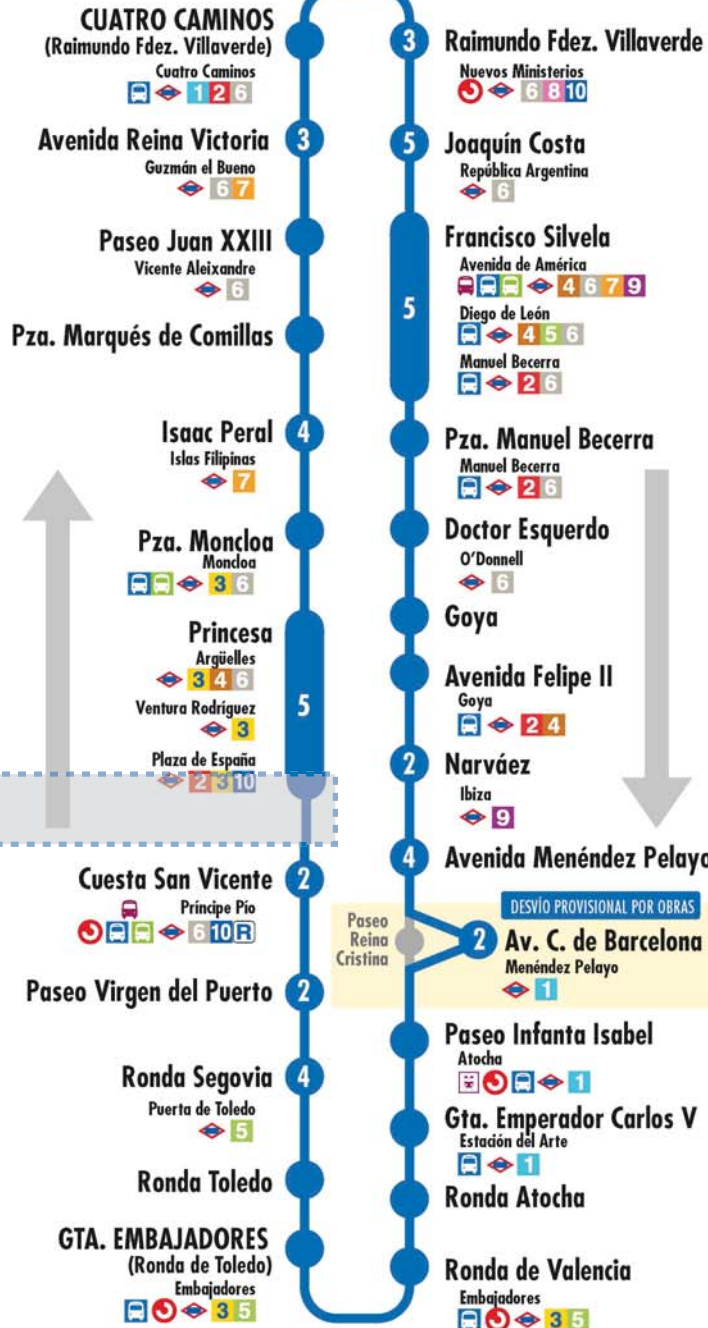 CUATRO CAMINOS
(Raimundo Fdez. Villaverde)
Cuatro Caminos
1 2 6
Avenida Reina Victoria
3
Guzmán el Bueno
6 7
Paseo Juan XXIII
Vicente Aleixandre
6
Pza. Marqués de Comillas
Isaac Peral
4
Islas Filipinas
7
Pza. Moncloa
Moncloa
3 6
Princesa
Argüelles
3 4 6
Ventura Rodríguez
3
5
Plaza de España
2 3 10
Cuesta San Vicente
2
Príncipe Pío
6 10 R
Paseo Virgen del Puerto
2
Ronda Segovia
4
Puerta de Toledo
5
Ronda Toledo
GTA. EMBAJADORES
(Ronda de Toledo)
Embajadores
3 5
3
Raimundo Fdez. Villaverde
Nuevos Ministerios
6 8 10
5
Joaquín Costa
República Argentina
6
Francisco Silvela
Avenida de América
4 6 7 9
5
Diego de León
4 5 6
Manuel Becerra
2 6
Pza. Manuel Becerra
Manuel Becerra
2 6
Doctor Esquerdo
O'Donnell
6
Goya
Avenida Felipe II
Goya
2 4
2
Narváez
Ibiza
9
4
Avenida Menéndez Pelayo
DESVÍO PROVISIONAL POR OBRAS
Paseo
Reina
Cristina
2
Av. C. de Barcelona
Menéndez Pelayo
1
Paseo Infanta Isabel
Atocha
1
Gta. Emperador Carlos V
Estación del Arte
1
Ronda Atocha
Ronda de Valencia
Embajadores
3 5